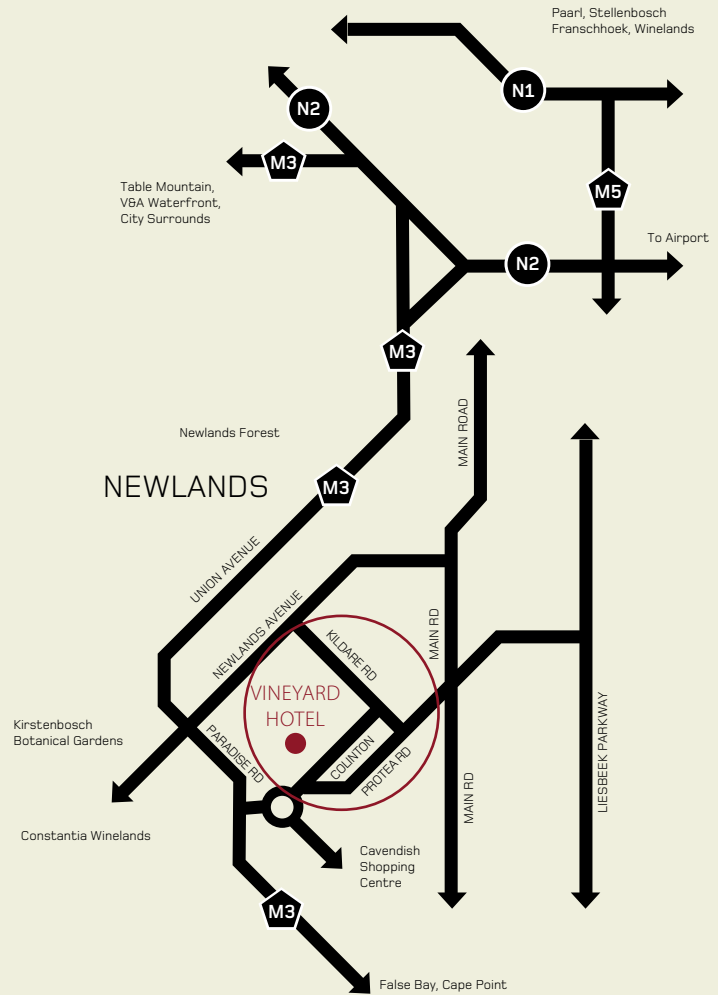 Paarl, Stellenbosch
Franschhoek, Winelands
N1
N2
M3
Table Mountain,
V&A Waterfront,
City Surrounds
M5
To Airport
N2
M3
MAIN ROAD
Newlands Forest
NEWLANDS
M3
UNION AVENUE
NEWLANDS AVENUE
KILDARE RD
MAIN RD
VINEYARD
HOTEL
Kirstenbosch
Botanical Gardens
PARADISE RD
COLINTON
PROTEA RD
MAIN RD
LIESBEEK PARKWAY
Constantia Winelands
Cavendish
Shopping
Centre
M3
False Bay, Cape Point